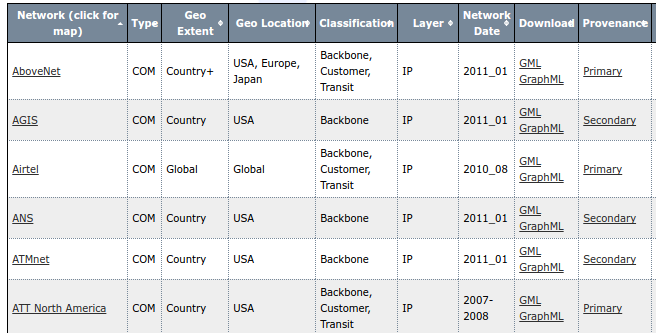 Network (click for map) Type Geo Extent Geo Location Classification Layer Network Date Download Provenance
AboveNet COM Country+ USA, Europe, Japan Backbone, Customer, Transit IP 2011_01 GML GraphML Primary
AGIS COM Country USA Backbone IP 2011_01 GML GraphML Secondary
Airtel COM Global Global Backbone, Customer, Transit IP 2010_08 GML GraphML Primary
ANS COM Country USA Backbone IP 2011_01 GML GraphML Secondary
ATMnet COM Country USA Backbone IP 2011_01 GML GraphML Secondary
ATT North America COM Country USA Backbone, Customer, Transit IP 2007-2008 GML GraphML Primary